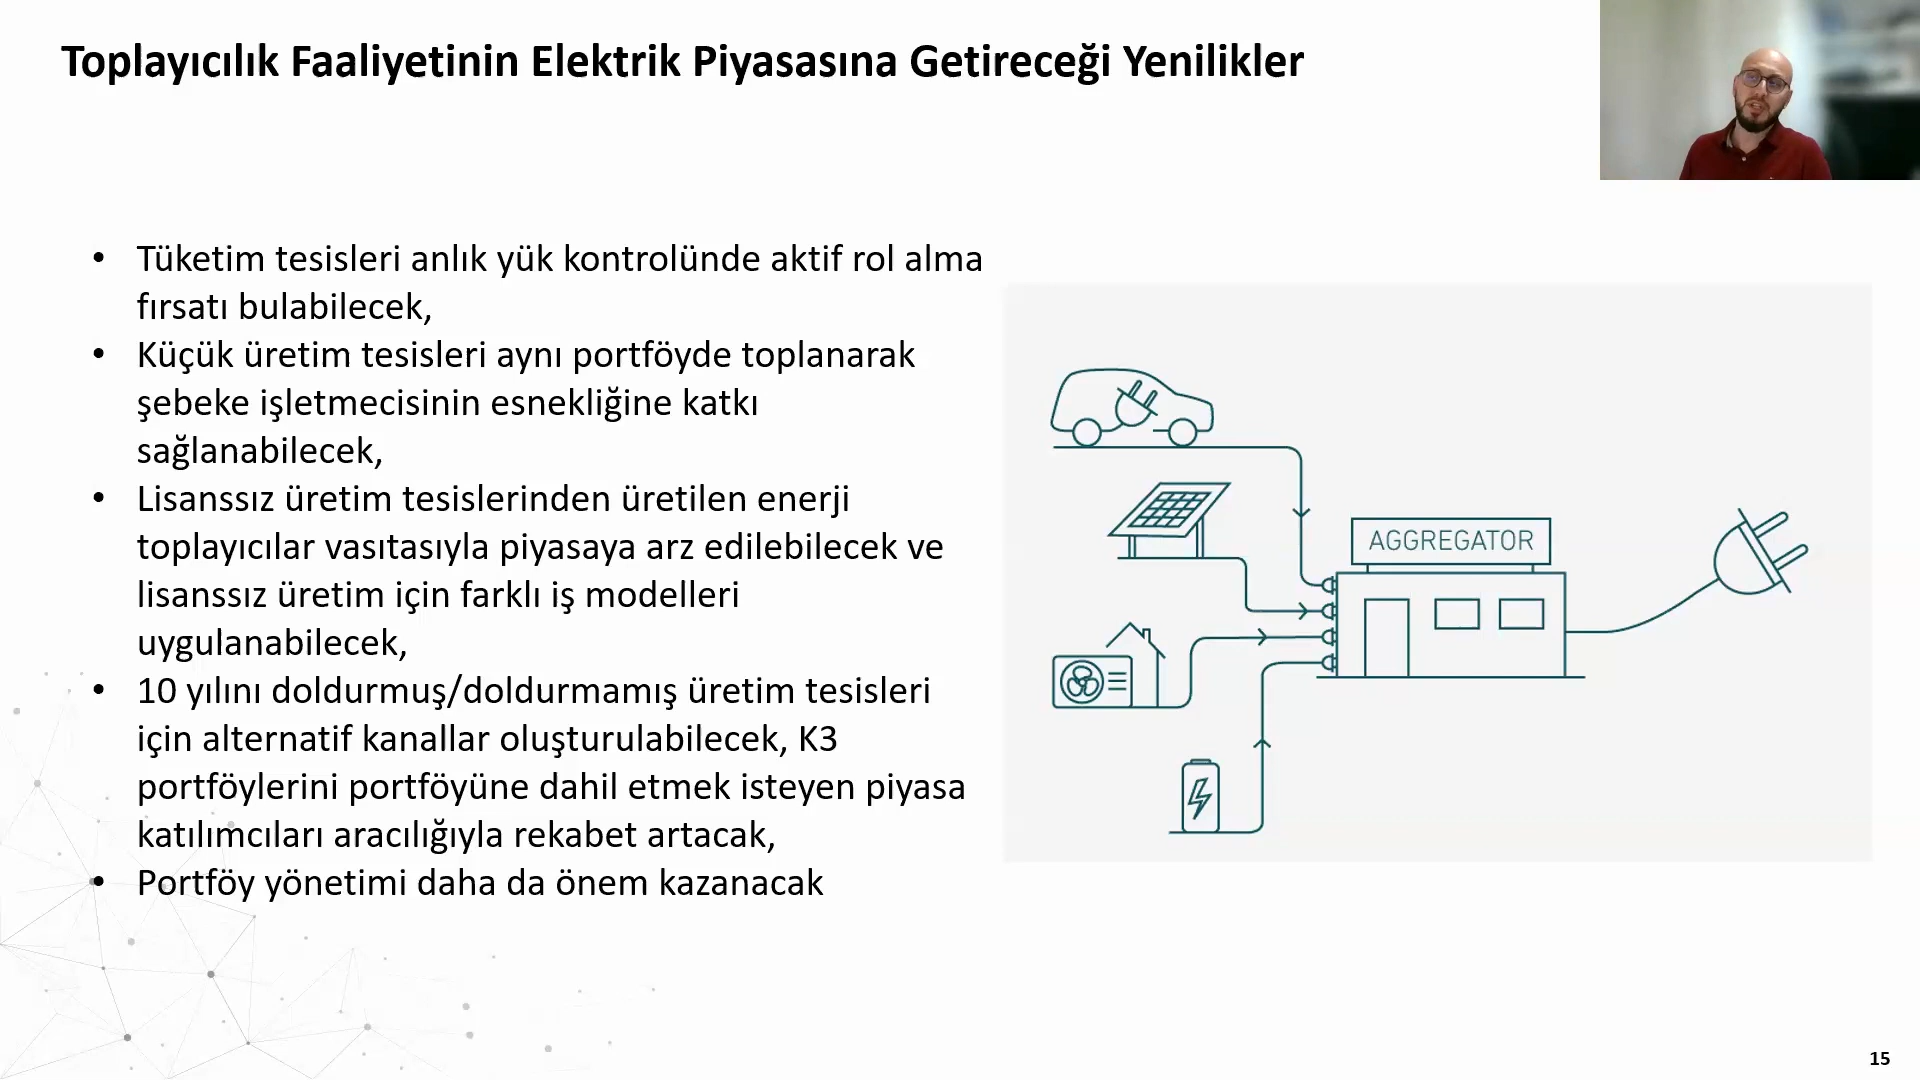 Toplayıcılık Faaliyetinin Elektrik Piyasasına Getireceği Yenilikler
• Tüketim tesisleri anlık yük kontrolünde aktif rol alma
fırsatı bulabilecek,
• Küçük üretim tesisleri aynı portföyde toplanarak
şebeke işletmecisinin esnekliğine katkı
sağlanabilecek,
• Lisanssız üretim tesislerinden üretilen enerji
toplayıcılar vasıtasıyla piyasaya arz edilebilecek ve
lisanssız üretim için farklı iş modelleri
uygulanabilecek,
• 10 yılını doldurmuş/doldurmamış üretim tesisleri
için alternatif kanallar oluşturulabilecek, K3
portföylerini portföyüne dahil etmek isteyen piyasa
katılımcıları aracılığıyla rekabet artacak,
• Portföy yönetimi daha da önem kazanacak
AGGREGATOR
15